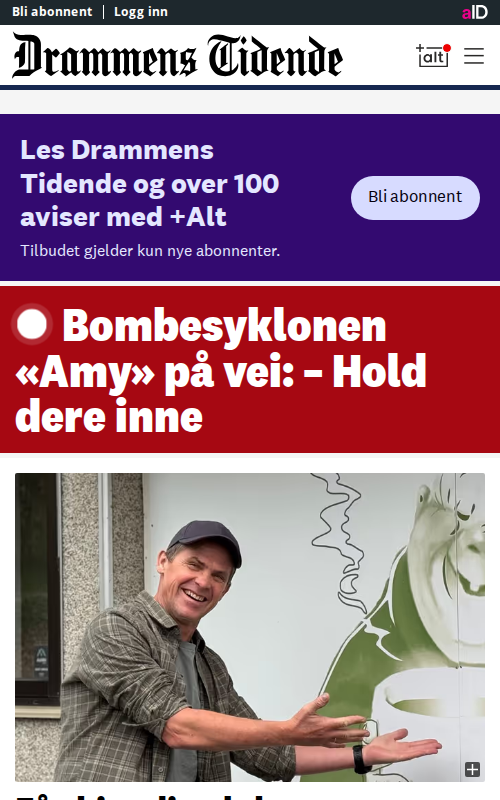 Bli abonnent | Logg inn
aID
Drammens Tidende
+alt
Les Drammens
Tidende og over 100
aviser med +Alt
Bli abonnent
Tilbudet gjelder kun nye abonnenter.
Bombesyklonen
«Amy» på vei: – Hold
dere inne